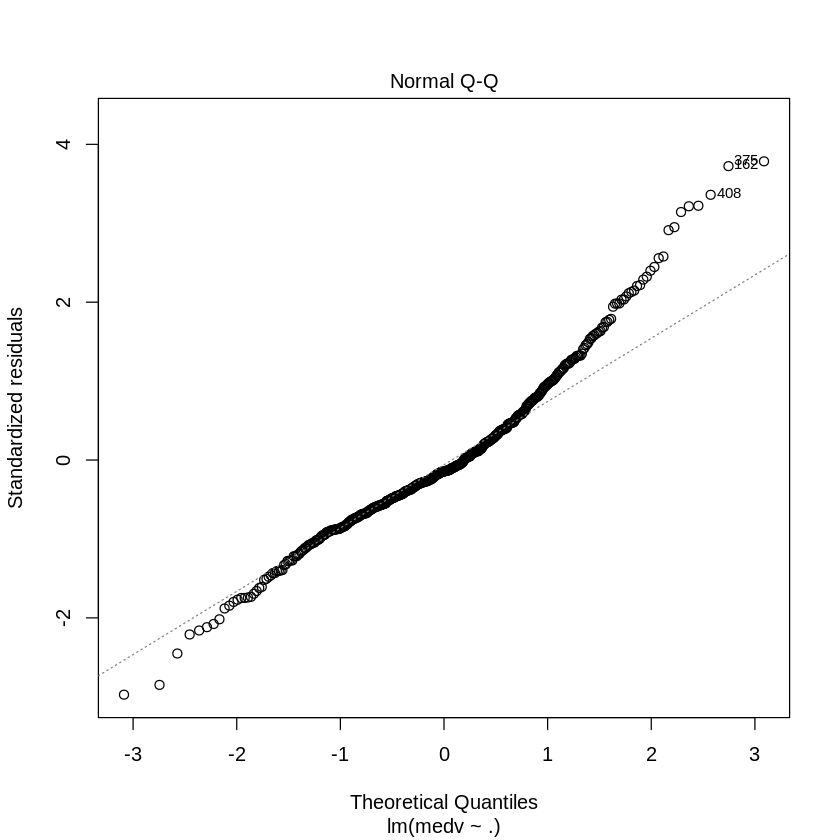 Normal Q-Q
4
2
0
-2
Standardized residuals
375
162
408
-3 -2 -1 0 1 2 3
Theoretical Quantiles
lm(medv ~ .)